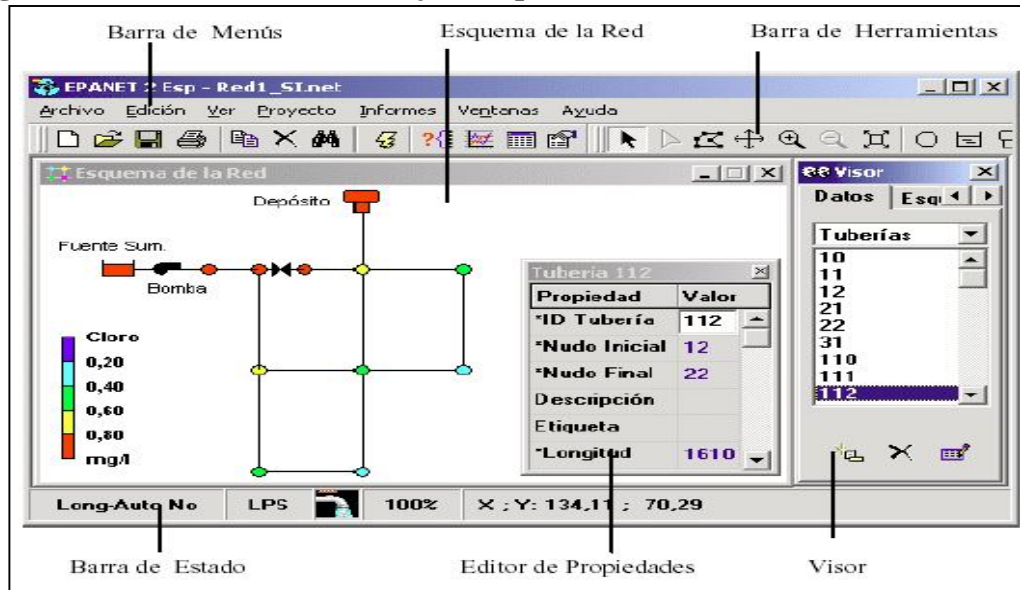 Barra de Menús
Esquema de la Red
Barra de Herramientas
EPANET 2 Esp - Red1_SI.net
Archivo Edición Ver Proyecto Informes Ventanas Ayuda
Esquema de la Red
Visor
Datos Esqu
Depósito
Tuberías
Fuente Sum.
Bomba
10
11
12
21
22
31
110
111
112
Tubería 112
Propiedad Valor
*ID Tubería 112
*Nudo Inicial 12
*Nudo Final 22
Descripción
Etiqueta
*Longitud 1610
Cloro
0,20
0,40
0,60
0,80
mg/l
Long-Auto No LPS 100% X ; Y: 134,11 ; 70,29
Barra de Estado
Editor de Propiedades
Visor